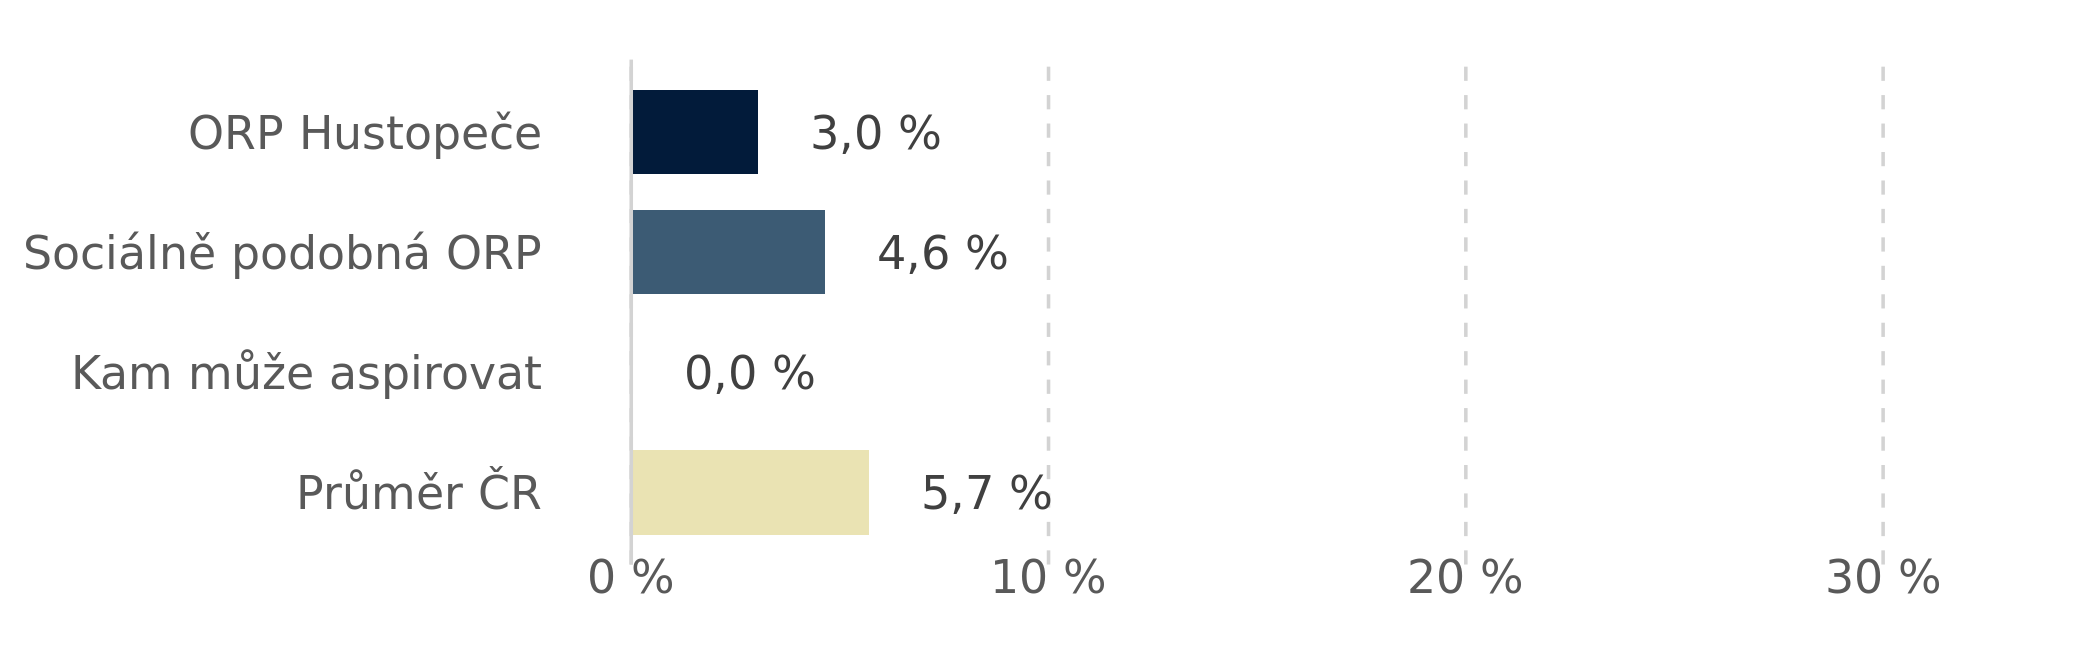 ORP Hustopeče 3,0 %
Sociálně podobná ORP 4,6 %
Kam může aspirovat 0,0 %
Průměr ČR 5,7 %
0 % 10 % 20 % 30 %